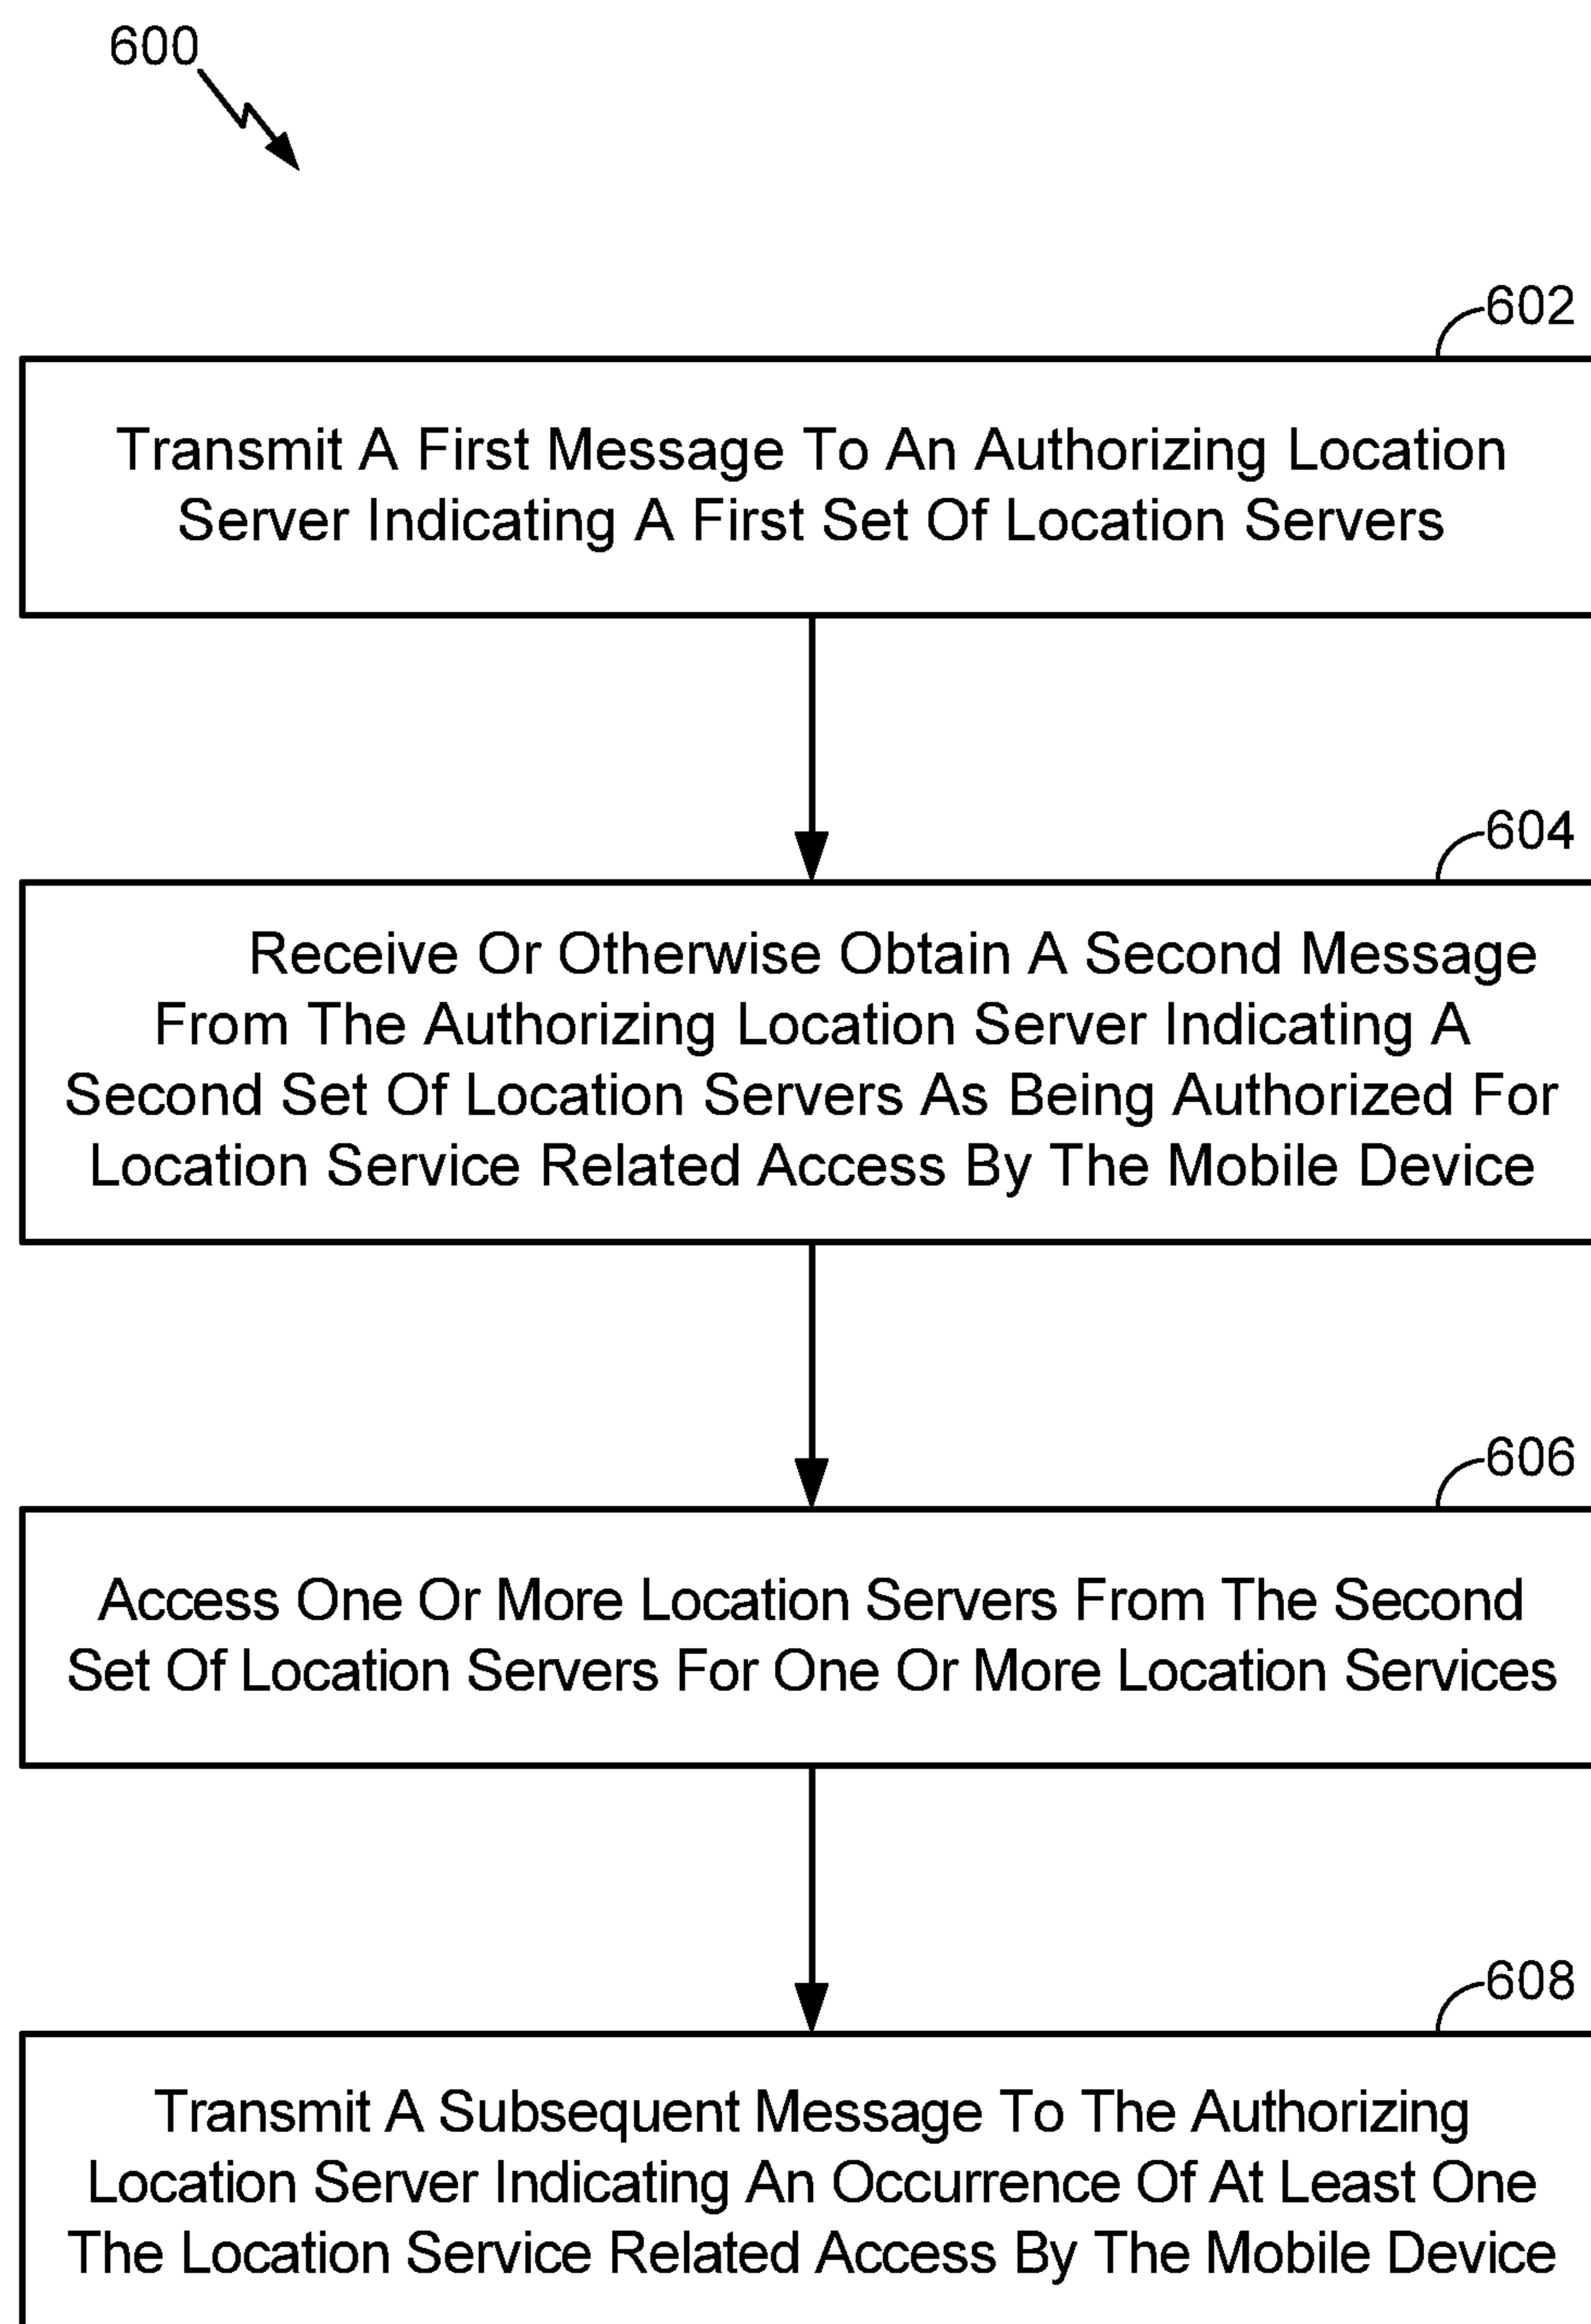 600
602
Transmit A First Message To An Authorizing Location
Server Indicating A First Set Of Location Servers
604
Receive Or Otherwise Obtain A Second Message
From The Authorizing Location Server Indicating A
Second Set Of Location Servers As Being Authorized For
Location Service Related Access By The Mobile Device
606
Access One Or More Location Servers From The Second
Set Of Location Servers For One Or More Location Services
608
Transmit A Subsequent Message To The Authorizing
Location Server Indicating An Occurrence Of At Least One
The Location Service Related Access By The Mobile Device